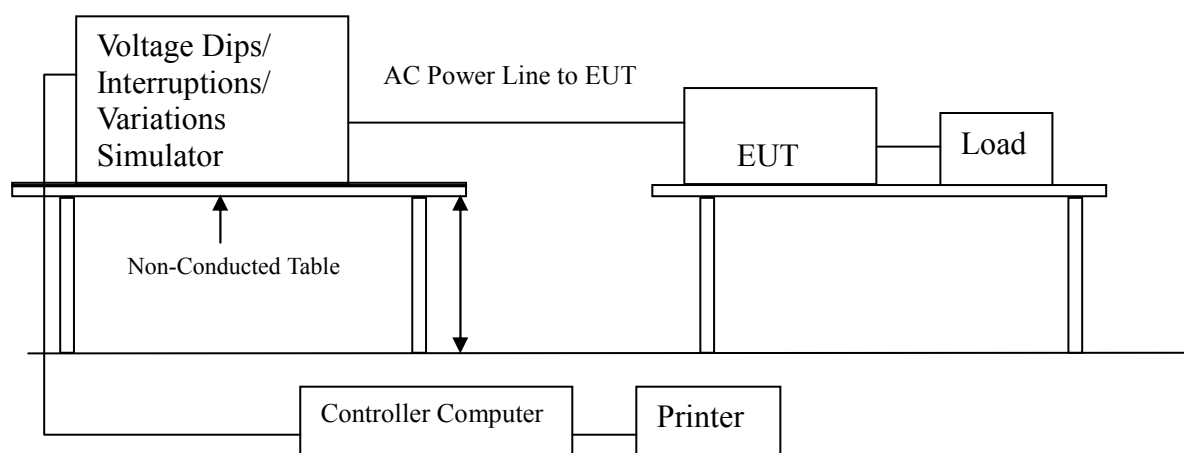 Voltage Dips/
Interruptions/
Variations
Simulator
AC Power Line to EUT
EUT
Load
Non-Conducted Table
Controller Computer
Printer